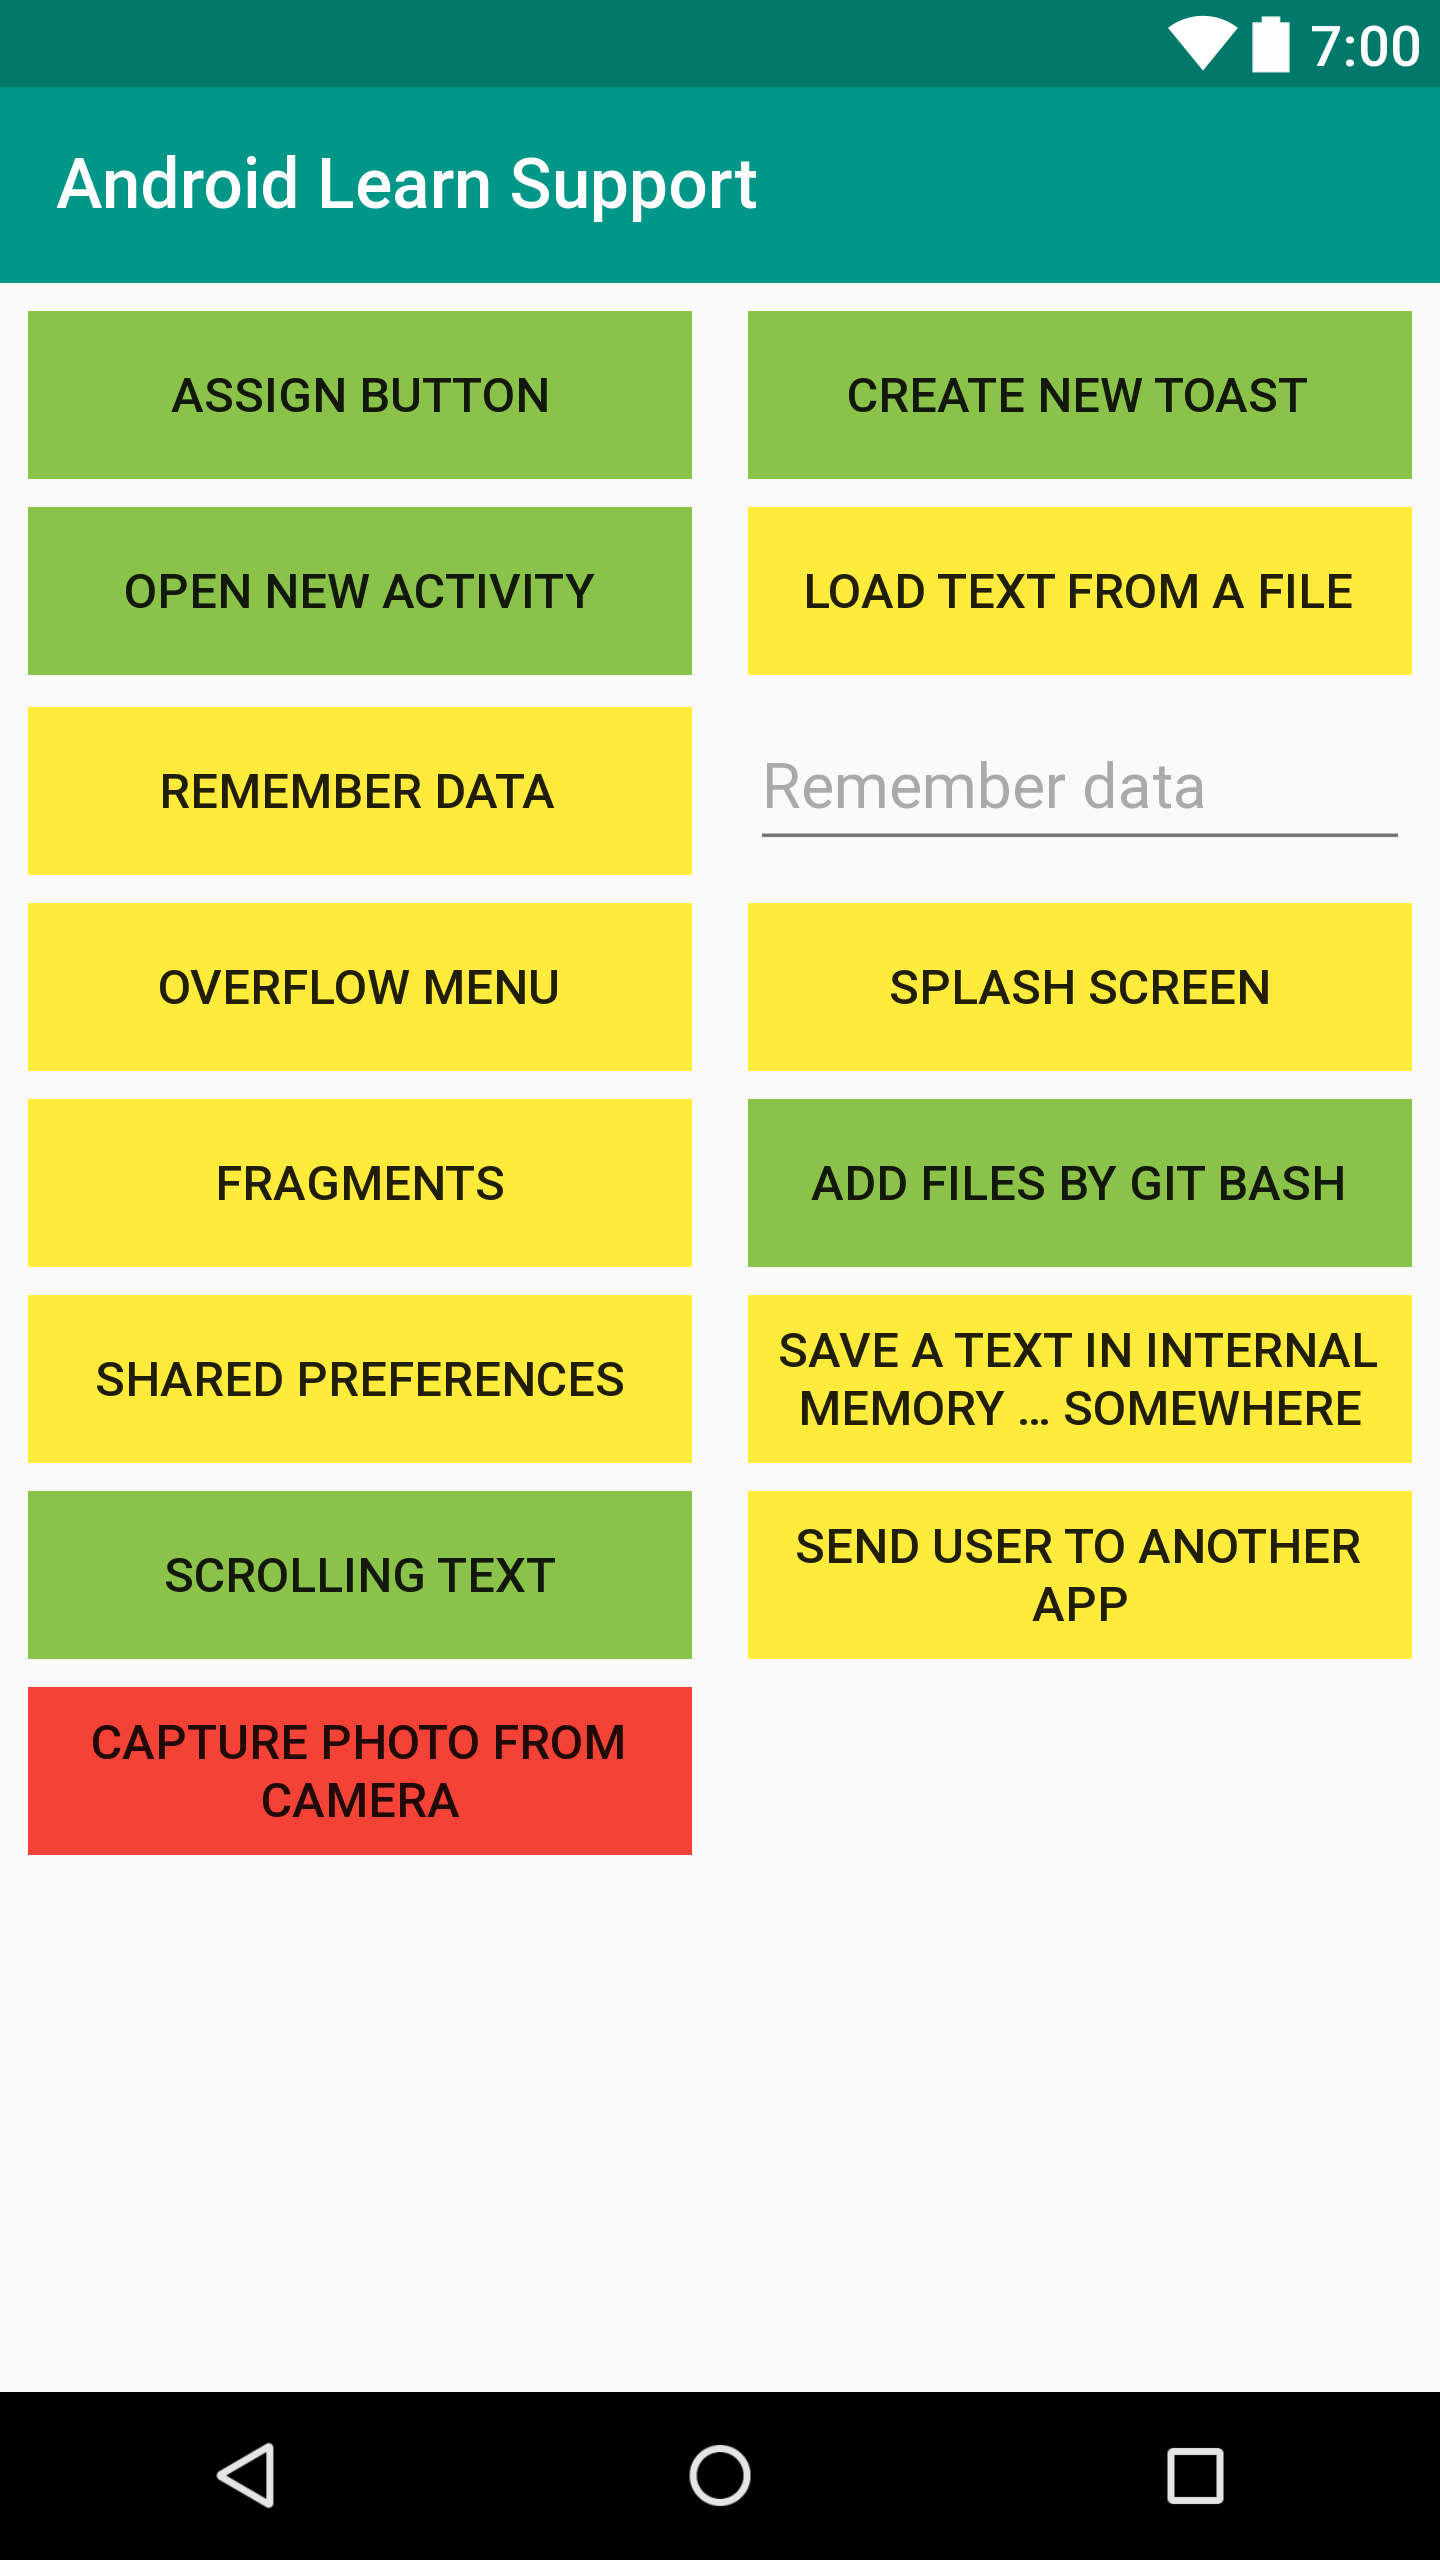 7:00
Android Learn Support
ASSIGN BUTTON
CREATE NEW TOAST
OPEN NEW ACTIVITY
LOAD TEXT FROM A FILE
REMEMBER DATA
Remember data
OVERFLOW MENU
SPLASH SCREEN
FRAGMENTS
ADD FILES BY GIT BASH
SHARED PREFERENCES
SAVE A TEXT IN INTERNAL
MEMORY ... SOMEWHERE
SCROLLING TEXT
SEND USER TO ANOTHER
APP
CAPTURE PHOTO FROM
CAMERA